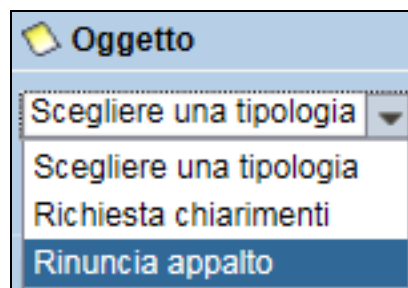 Oggetto
Scegliere una tipologia
Scegliere una tipologia
Richiesta chiarimenti
Rinuncia appalto